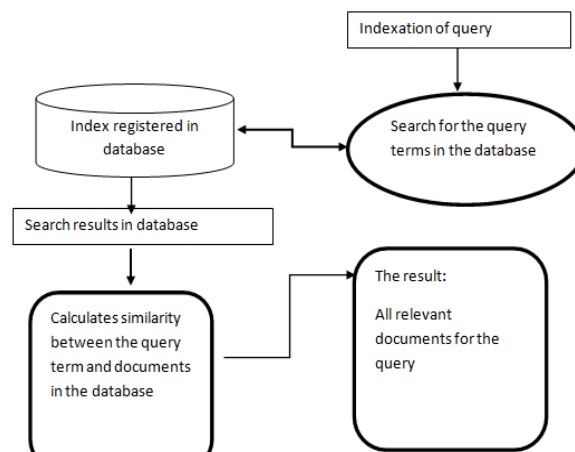 Indexation of query
Index registered in
database
Search for the query
terms in the database
Search results in database
Calculates similarity
between the query
term and documents
in the database
The result:
All relevant
documents for the
query